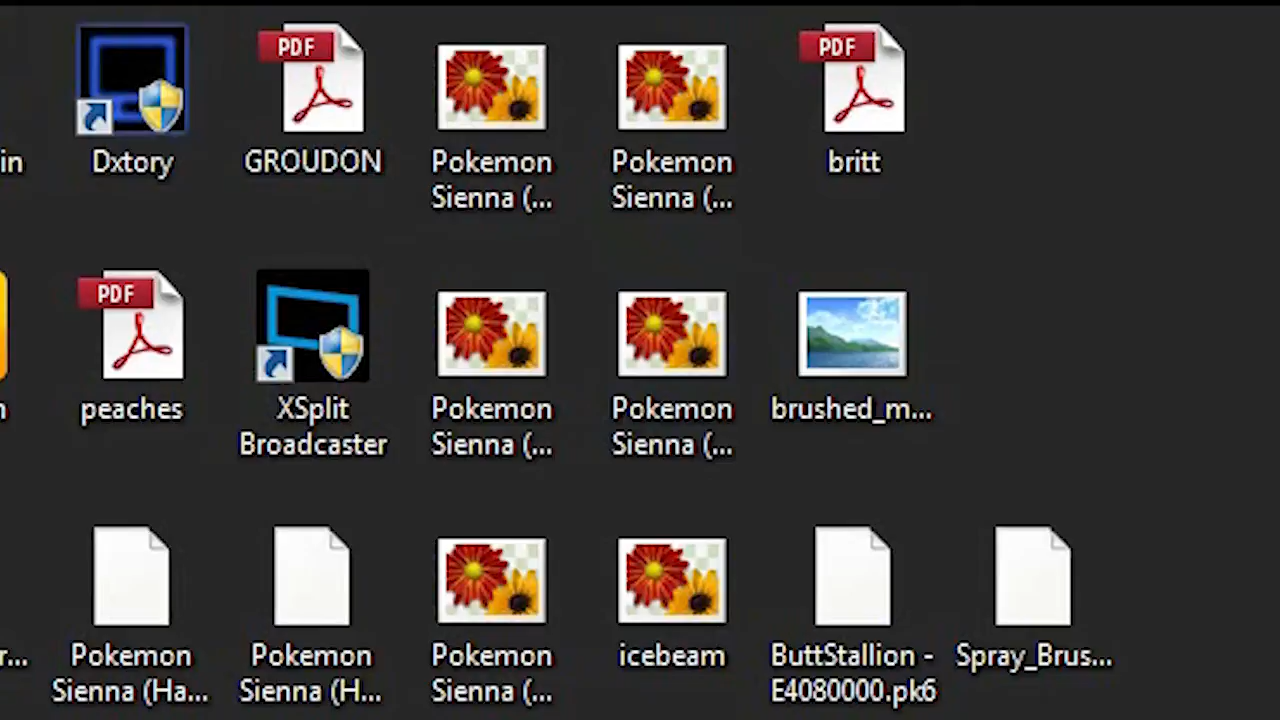 PDF
PDF
in
Dxtory
GROUDON
Pokemon
Sienna (...
Pokemon
Sienna (...
britt
PDF
n
peaches
XSplit
Broadcaster
Pokemon
Sienna (...
Pokemon
Sienna (...
brushed_m...
r...
Pokemon
Sienna (Ha...
Pokemon
Sienna (H...
Pokemon
Sienna (...
icebeam
ButtStallion -
E4080000.pk6
Spray_Brus...